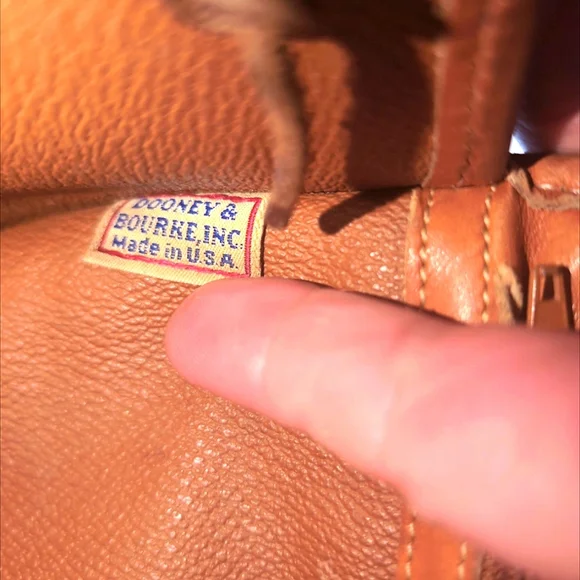 DOONEY &
BOURKE, INC.
Made in U.S.A.